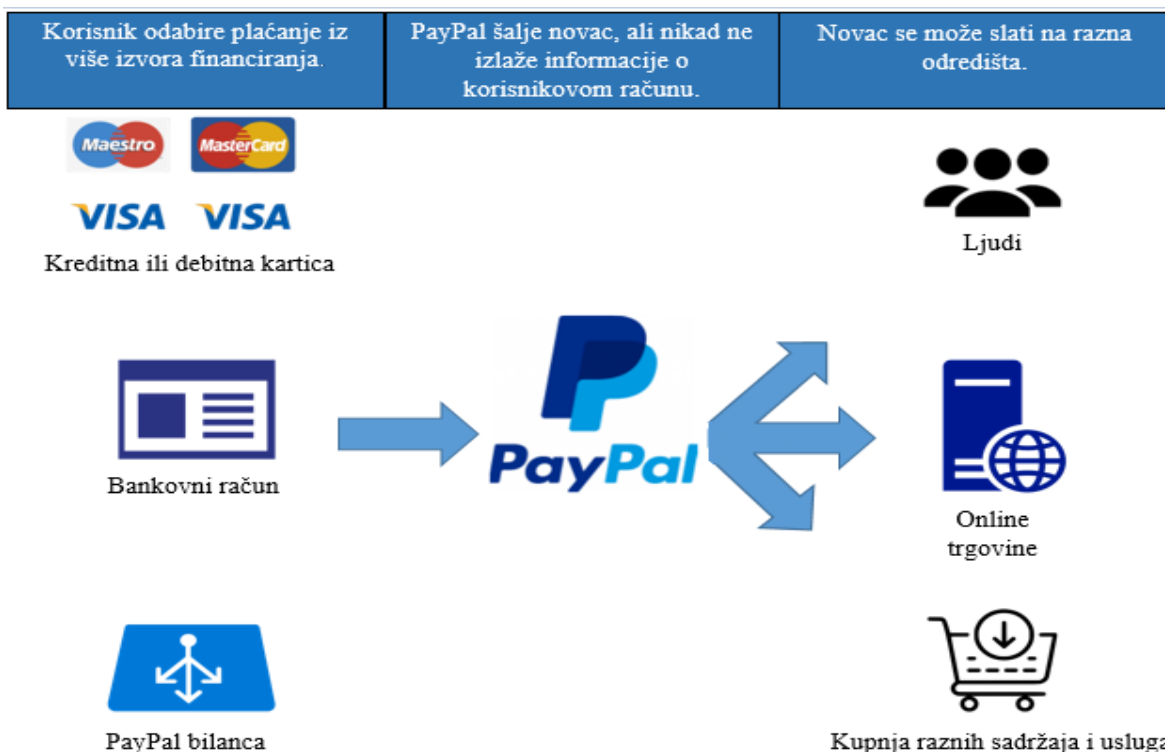 Korisnik odabire plaćanje iz
više izvora financiranja.
PayPal šalje novac, ali nikad ne
izlaže informacije o
korisnikovom računu.
Novac se može slati na razna
odredišta.
Maestro
MasterCard
VISA
VISA
Kreditna ili debitna kartica
Ljudi
PayPal
Bankovni račun
Online
trgovine
PayPal bilanca
Kupnja raznih sadržaja i usluga